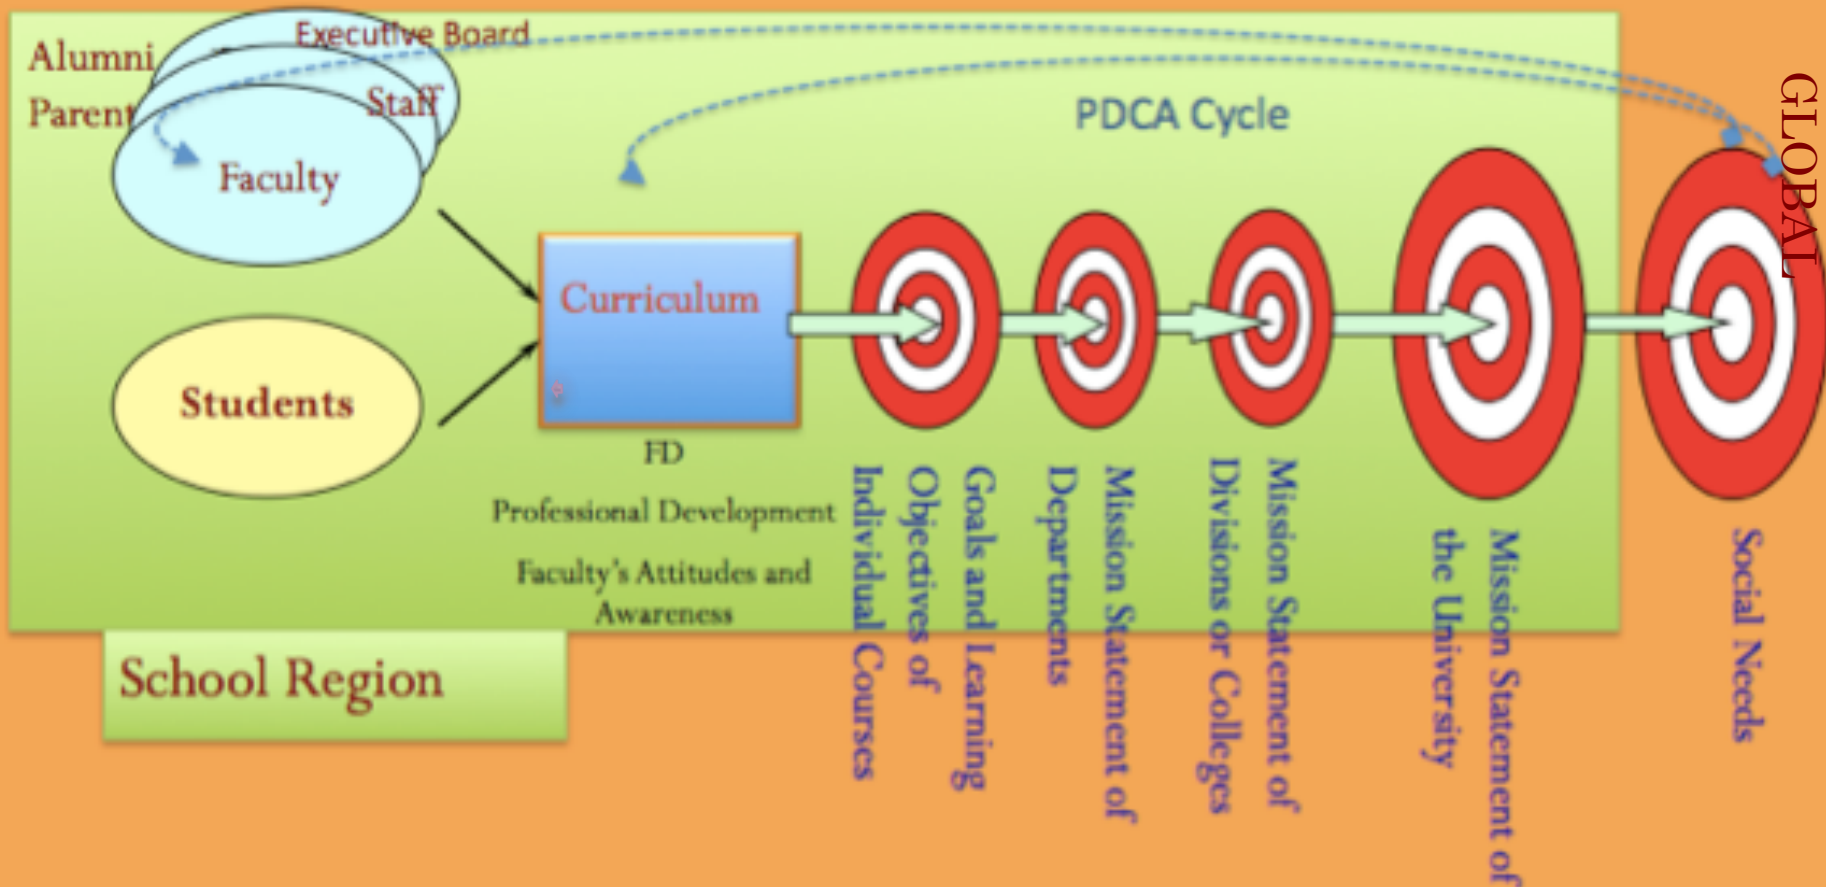 Executive Board
Alumni
Parent
Staff
Faculty
PDCA Cycle
GLOBAL
Curriculum
Students
FD
Professional Development
Faculty's Attitudes and
Awareness
Goals and Learning
Objectives of
Individual Courses
Mission Statement of
Departments
Mission Statement of
Divisions or Colleges
Mission Statement of
the University
Social Needs
School Region